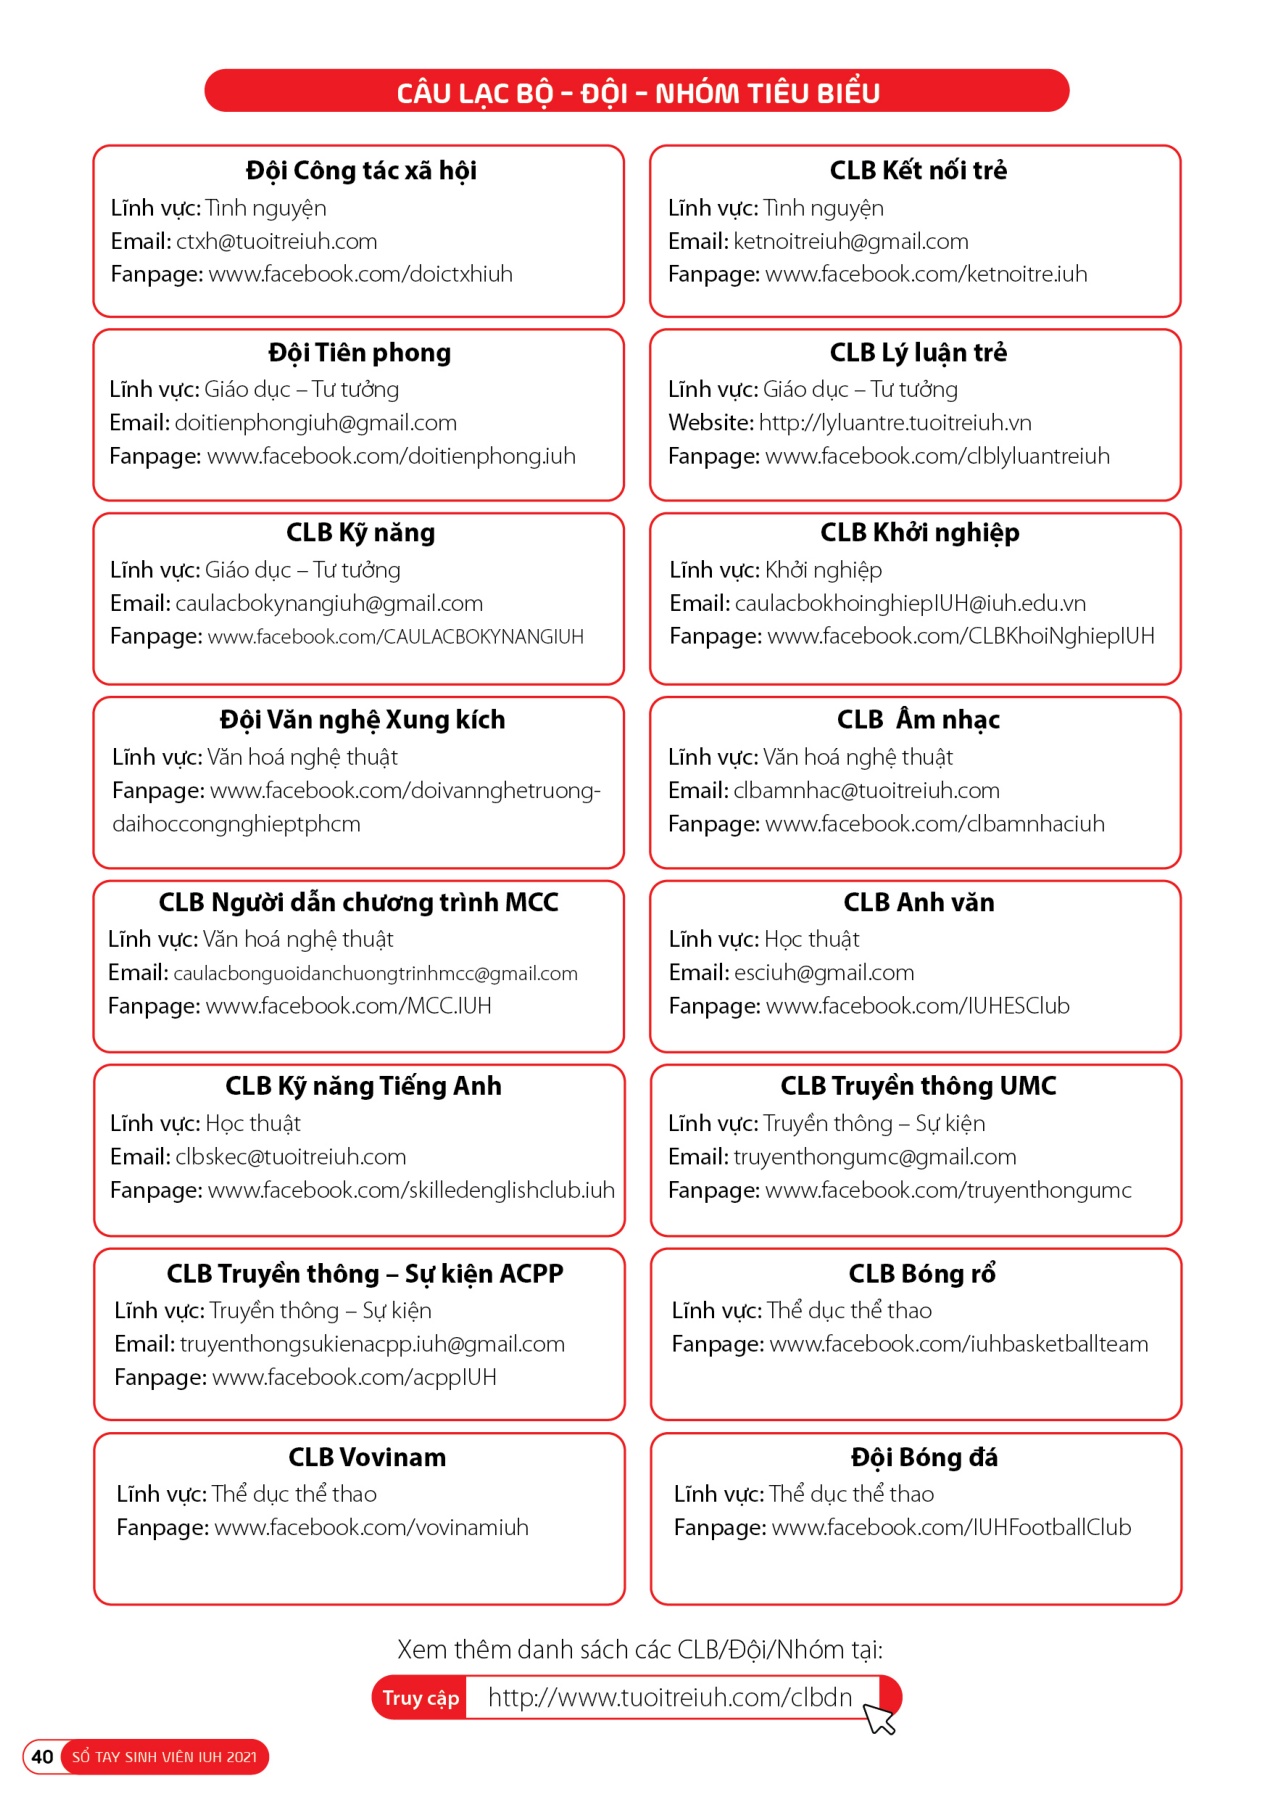 CÂU LẠC BỘ – ĐỘI – NHÓM TIÊU BIỂU
Đội Công tác xã hội
Lĩnh vực: Tình nguyện
Email: ctxh@tuoitreiuh.com
Fanpage: www.facebook.com/doictxhiuh
CLB Kết nối trẻ
Lĩnh vực: Tình nguyện
Email: ketnoitreiuh@gmail.com
Fanpage: www.facebook.com/ketnoitre.iuh
Đội Tiên phong
Lĩnh vực: Giáo dục – Tư tưởng
Email: doitienphongiuh@gmail.com
Fanpage: www.facebook.com/doitienphong.iuh
CLB Lý luận trẻ
Lĩnh vực: Giáo dục – Tư tưởng
Website: http://lyluantre.tuoitreiuh.vn
Fanpage: www.facebook.com/clblyluantreiuh
CLB Kỹ năng
Lĩnh vực: Giáo dục – Tư tưởng
Email: caulacbokynangiuh@gmail.com
Fanpage: www.facebook.com/CAULACBOKYNANGIUH
CLB Khởi nghiệp
Lĩnh vực: Khởi nghiệp
Email: caulacbokhoinghiepIUH@iuh.edu.vn
Fanpage: www.facebook.com/CLBKhoiNghiepIUH
Đội Văn nghệ Xung kích
Lĩnh vực: Văn hoá nghệ thuật
Fanpage: www.facebook.com/doivannghetruong-
daihoccongnghieptphcm
CLB Âm nhạc
Lĩnh vực: Văn hoá nghệ thuật
Email: clbamnhac@tuoitreiuh.com
Fanpage: www.facebook.com/clbamnhaciuh
CLB Người dẫn chương trình MCC
Lĩnh vực: Văn hoá nghệ thuật
Email: caulacbonguoidanchuongtrinhmcc@gmail.com
Fanpage: www.facebook.com/MCC.IUH
CLB Anh văn
Lĩnh vực: Học thuật
Email: esciuh@gmail.com
Fanpage: www.facebook.com/IUHESClub
CLB Kỹ năng Tiếng Anh
Lĩnh vực: Học thuật
Email: clbskec@tuoitreiuh.com
Fanpage: www.facebook.com/skilledenglishclub.iuh
CLB Truyền thông UMC
Lĩnh vực: Truyền thông – Sự kiện
Email: truyenthongumc@gmail.com
Fanpage: www.facebook.com/truyenthongumc
CLB Truyền thông – Sự kiện ACPP
Lĩnh vực: Truyền thông – Sự kiện
Email: truyenthongsukienacpp.iuh@gmail.com
Fanpage: www.facebook.com/acppIUH
CLB Bóng rổ
Lĩnh vực: Thể dục thể thao
Fanpage: www.facebook.com/iuhbasketballteam
CLB Vovinam
Lĩnh vực: Thể dục thể thao
Fanpage: www.facebook.com/vovinamiuh
Đội Bóng đá
Lĩnh vực: Thể dục thể thao
Fanpage: www.facebook.com/IUHFootballClub
Xem thêm danh sách các CLB/Đội/Nhóm tại:
Truy cập http://www.tuoitreiuh.com/clbdn
40 SỔ TAY SINH VIÊN IUH 2021